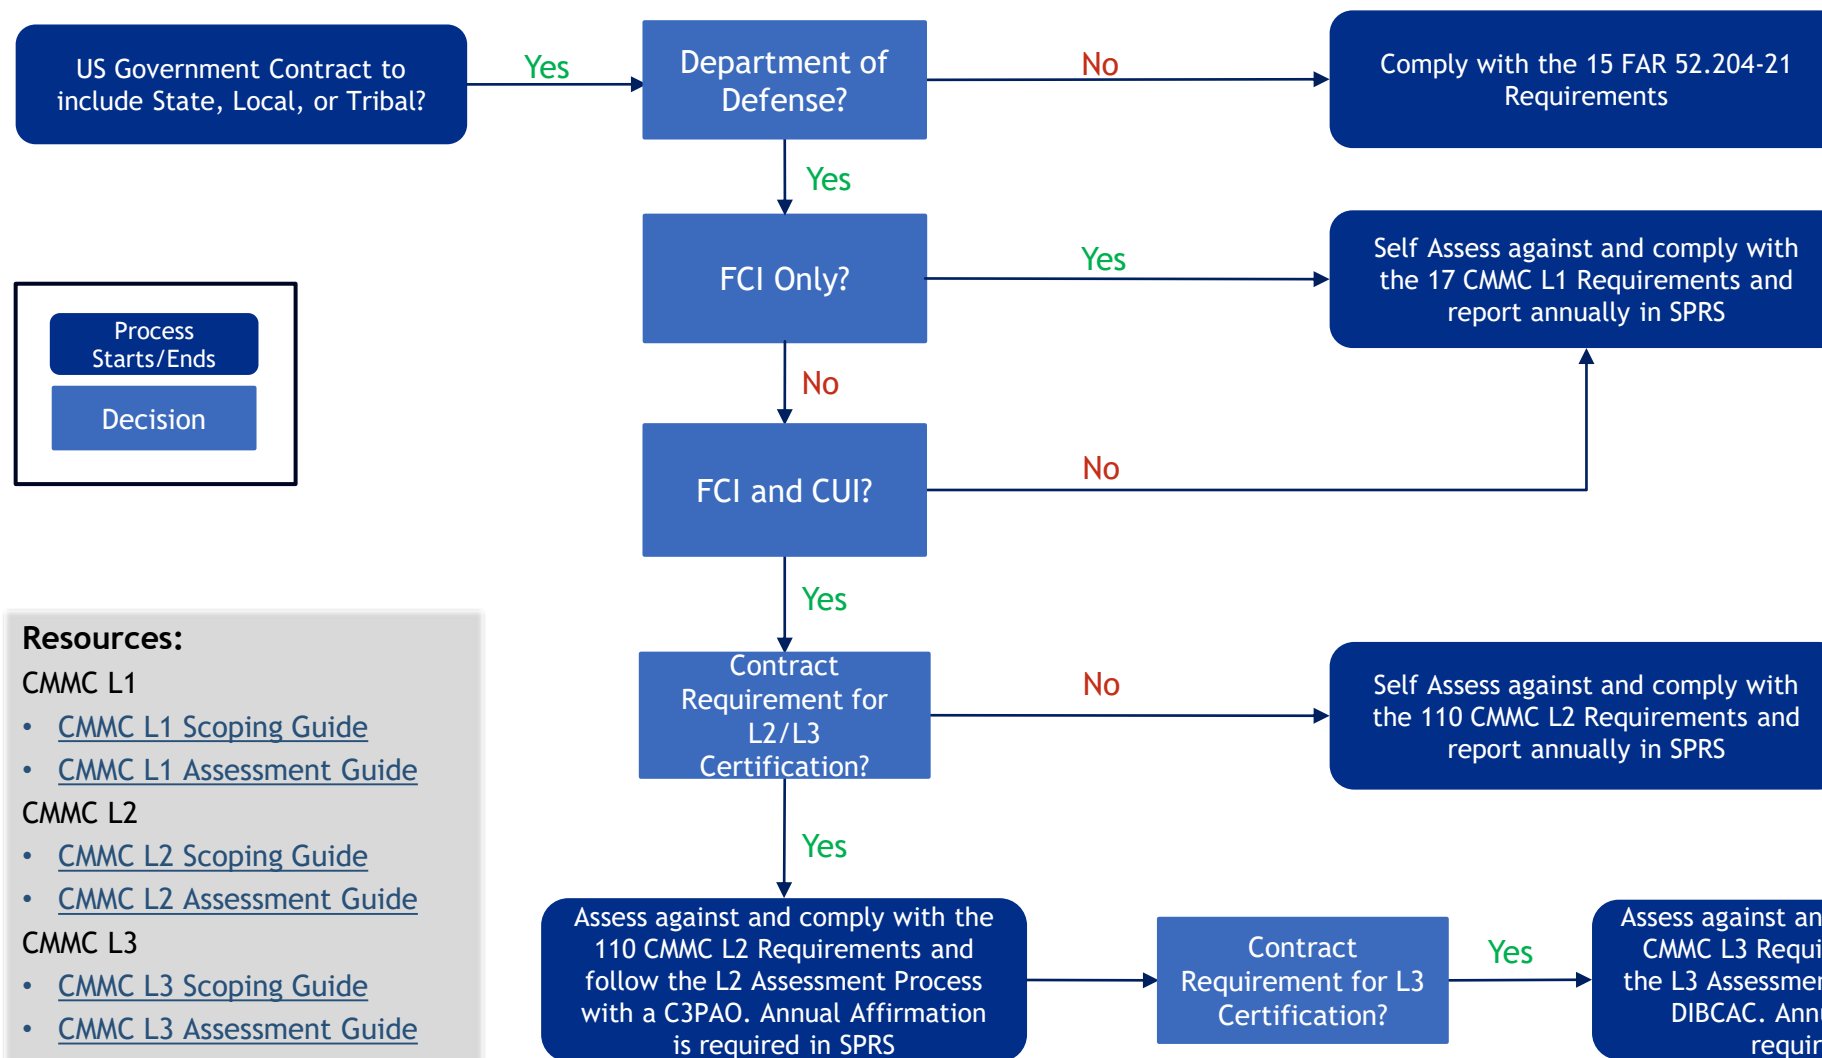 US Government Contract to
include State, Local, or Tribal?
Yes
Department of
Defense?
No
Comply with the 15 FAR 52.204-21
Requirements
Yes
FCI Only?
Yes
Self Assess against and comply with
the 17 CMMC L1 Requirements and
report annually in SPRS
Process
Starts/Ends
Decision
No
FCI and CUI?
No
Yes
Contract
Requirement for
L2/L3
Certification?
No
Self Assess against and comply with
the 110 CMMC L2 Requirements and
report annually in SPRS
Yes
Resources:
CMMC L1
• CMMC L1 Scoping Guide
• CMMC L1 Assessment Guide
CMMC L2
• CMMC L2 Scoping Guide
• CMMC L2 Assessment Guide
CMMC L3
• CMMC L3 Scoping Guide
• CMMC L3 Assessment Guide
Assess against and comply with the
110 CMMC L2 Requirements and
follow the L2 Assessment Process
with a C3PAO. Annual Affirmation
is required in SPRS
Contract
Requirement for L3
Certification?
Yes
Assess against
CMMC L3
the L3
DIBCAC.